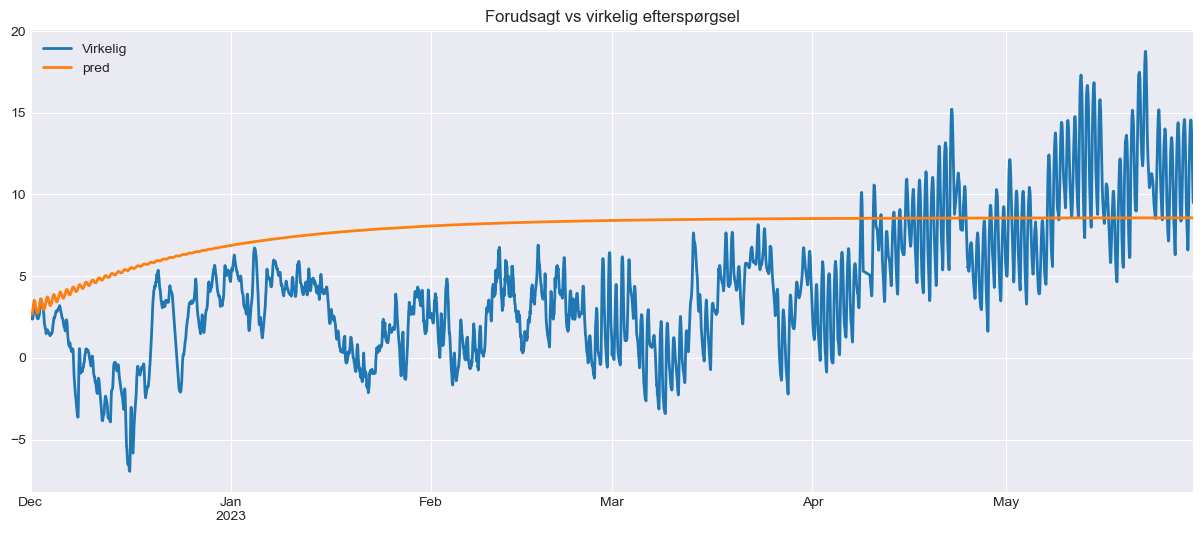 Forudsagt vs virkelig efterspørgsel
Virkelig
pred
20
15
10
5
0
−5
Dec
Jan
2023
Feb
Mar
Apr
May